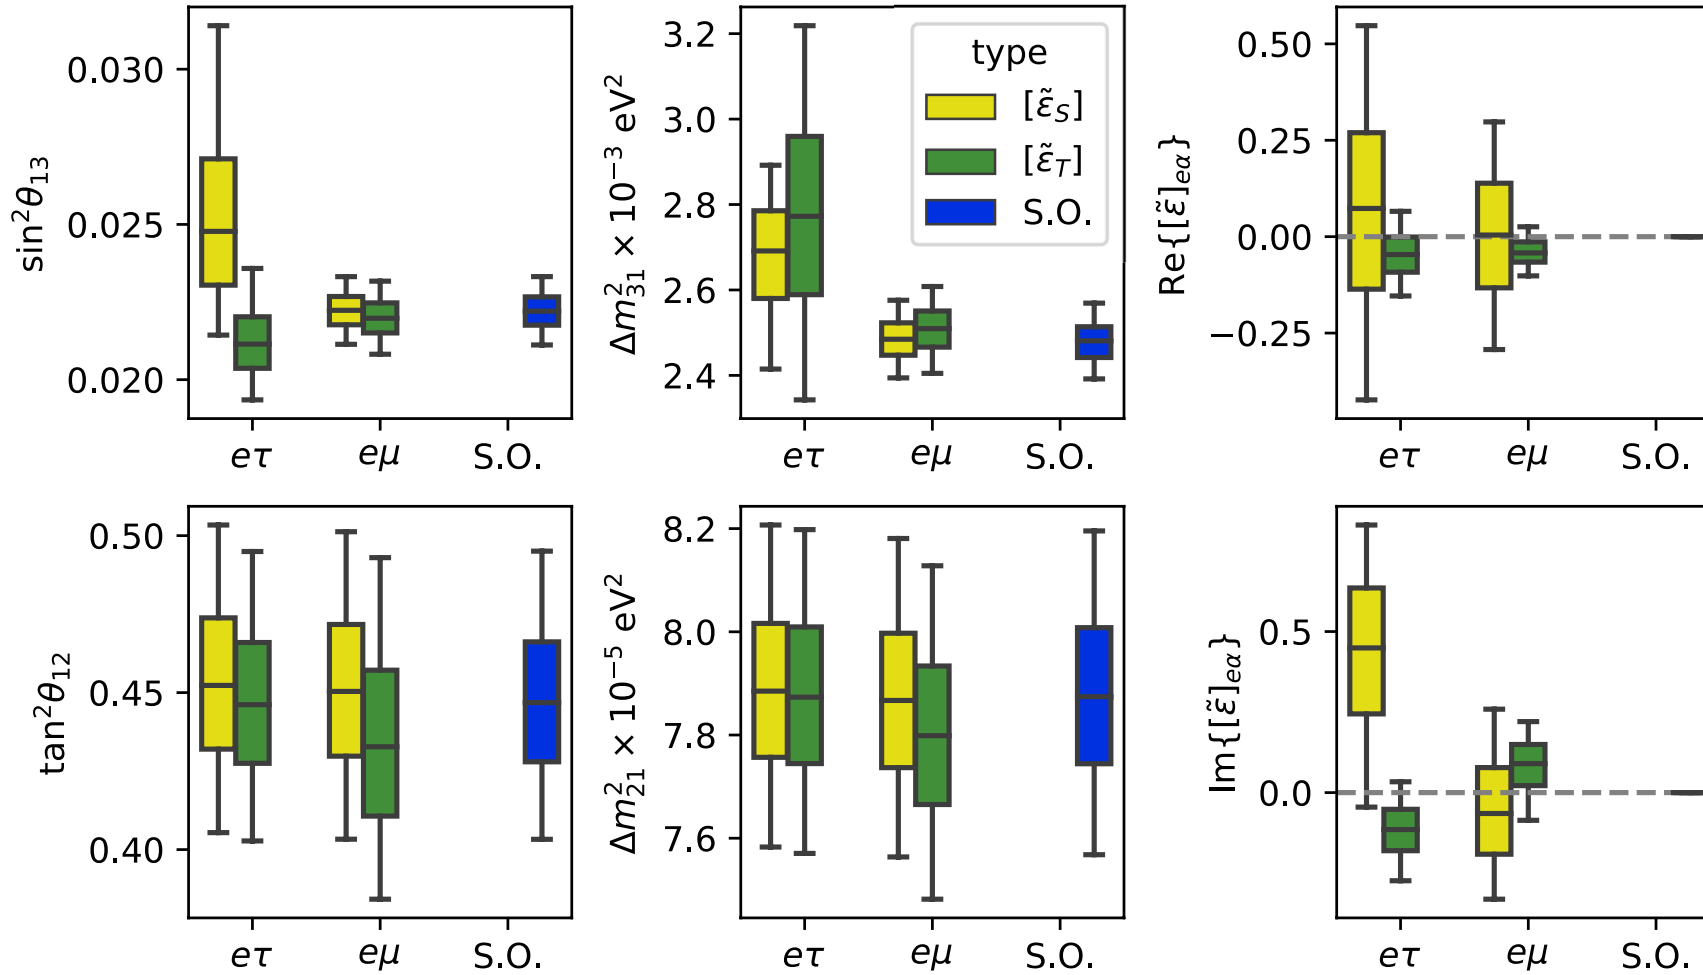 sin²θ₁₃
0.030
0.025
0.020
eτ
eμ
S.O.
Δm²₃₁ × 10⁻³ eV²
3.2
3.0
2.8
2.6
2.4
eτ
eμ
S.O.
type
[ε̃_S]
[ε̃_T]
S.O.
Re{[ε̃]_eα}
0.50
0.25
0.00
−0.25
eτ
eμ
S.O.
tan²θ₁₂
0.50
0.45
0.40
eτ
eμ
S.O.
Δm²₂₁ × 10⁻⁵ eV²
8.2
8.0
7.8
7.6
eτ
eμ
S.O.
Im{[ε̃]_eα}
0.5
0.0
eτ
eμ
S.O.